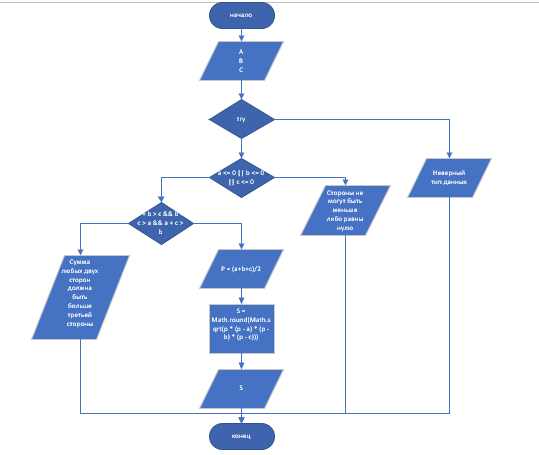 начало
A
B
C
try
a <= 0 || b <= 0
|| c <= 0
Неверный
тип данных
Стороны не
могут быть
меньше
либо равны
нулю
b > c && b
c > a && a + c >
b
Сумма
любых двух
сторон
должна
быть
больше
третьей
стороны
P = (a+b+c)/2
S =
Math.round(Math.s
qrt(p * (p - a) * (p -
b) * (p - c)))
S
конец